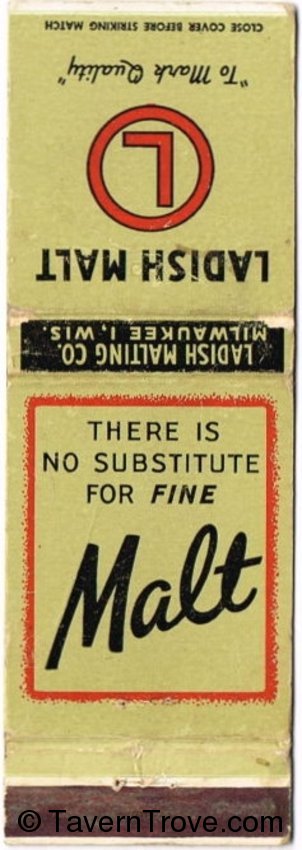 CLOSE COVER BEFORE STRIKING MATCH
"To Mark Quality"
L
LADISH MALT
LADISH MALTING CO.
MILWAUKEE 1, WIS.
THERE IS
NO SUBSTITUTE
FOR FINE
Malt
© TavernTrove.com